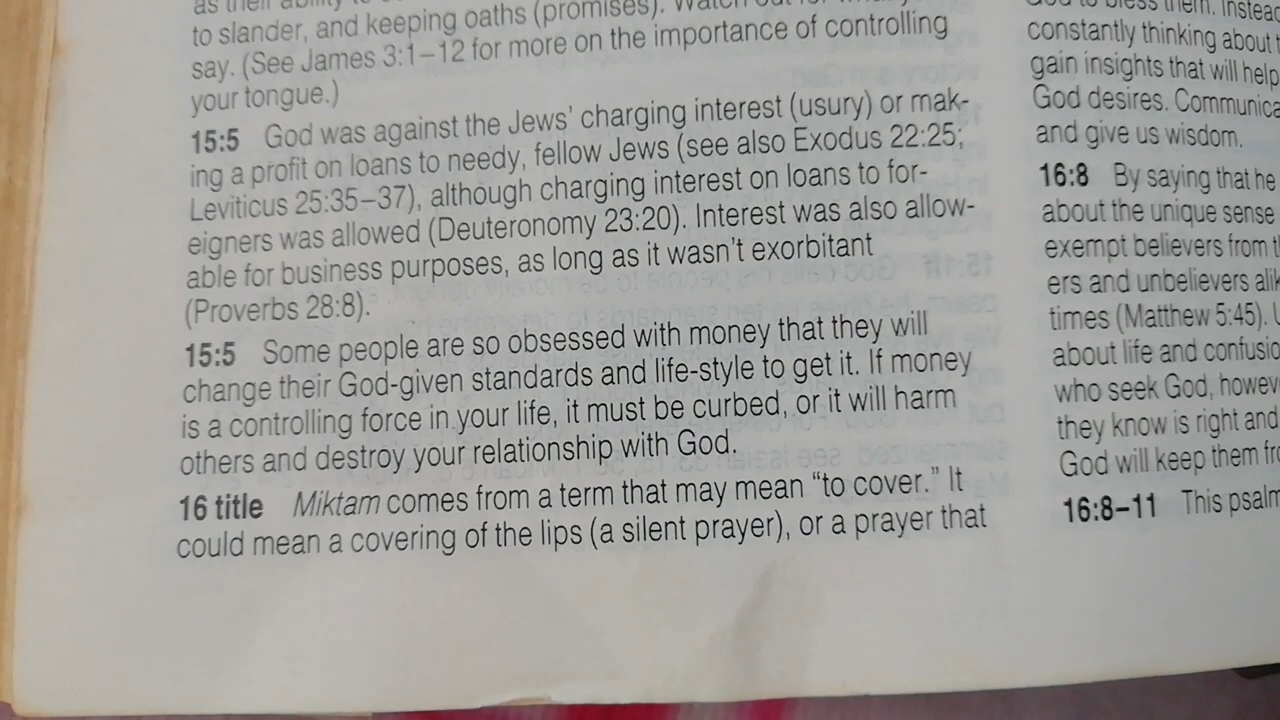 to slander, and keeping oaths (promises). Watch out for
say. (See James 3:1–12 for more on the importance of controlling
your tongue.)
15:5 God was against the Jews’ charging interest (usury) or mak-
ing a profit on loans to needy, fellow Jews (see also Exodus 22:25;
Leviticus 25:35–37), although charging interest on loans to for-
eigners was allowed (Deuteronomy 23:20). Interest was also allow-
able for business purposes, as long as it wasn’t exorbitant
(Proverbs 28:8).
15:5 Some people are so obsessed with money that they will
change their God-given standards and life-style to get it. If money
is a controlling force in your life, it must be curbed, or it will harm
others and destroy your relationship with God.
16 title Miktam comes from a term that may mean “to cover.” It
could mean a covering of the lips (a silent prayer), or a prayer that
God to bless them. Instead
constantly thinking about
gain insights that will help
God desires.
and give us wisdom.
16:8 By saying that he
about the unique sense
exempt believers from
ers and unbelievers
times (Matthew 5:45).
about life and
who seek God,
they know is right and
God will keep them
16:8–11 This